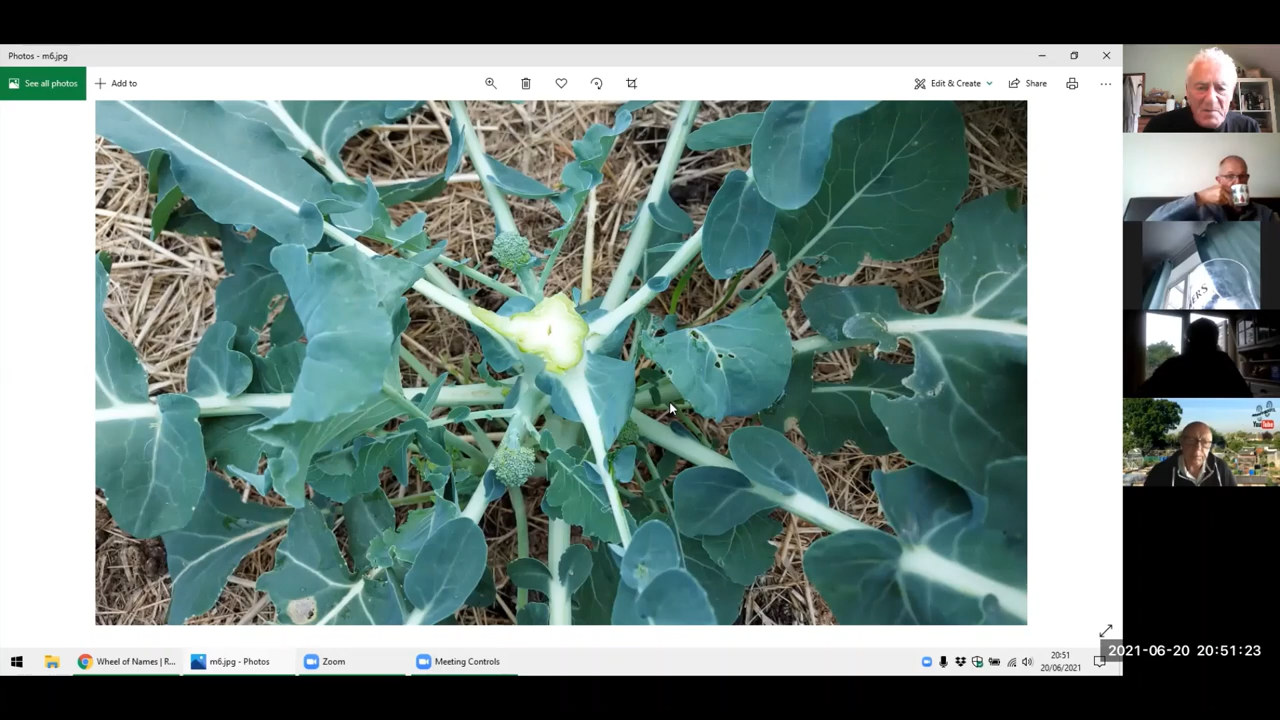 Photos - m6.jpg
See all photos
Add to
Edit & Create
Share
YouTube
Wheel of Names | R...
m6.jpg - Photos
Zoom
Meeting Controls
20:51
20/06/2021
2021-06-20 20:51:23